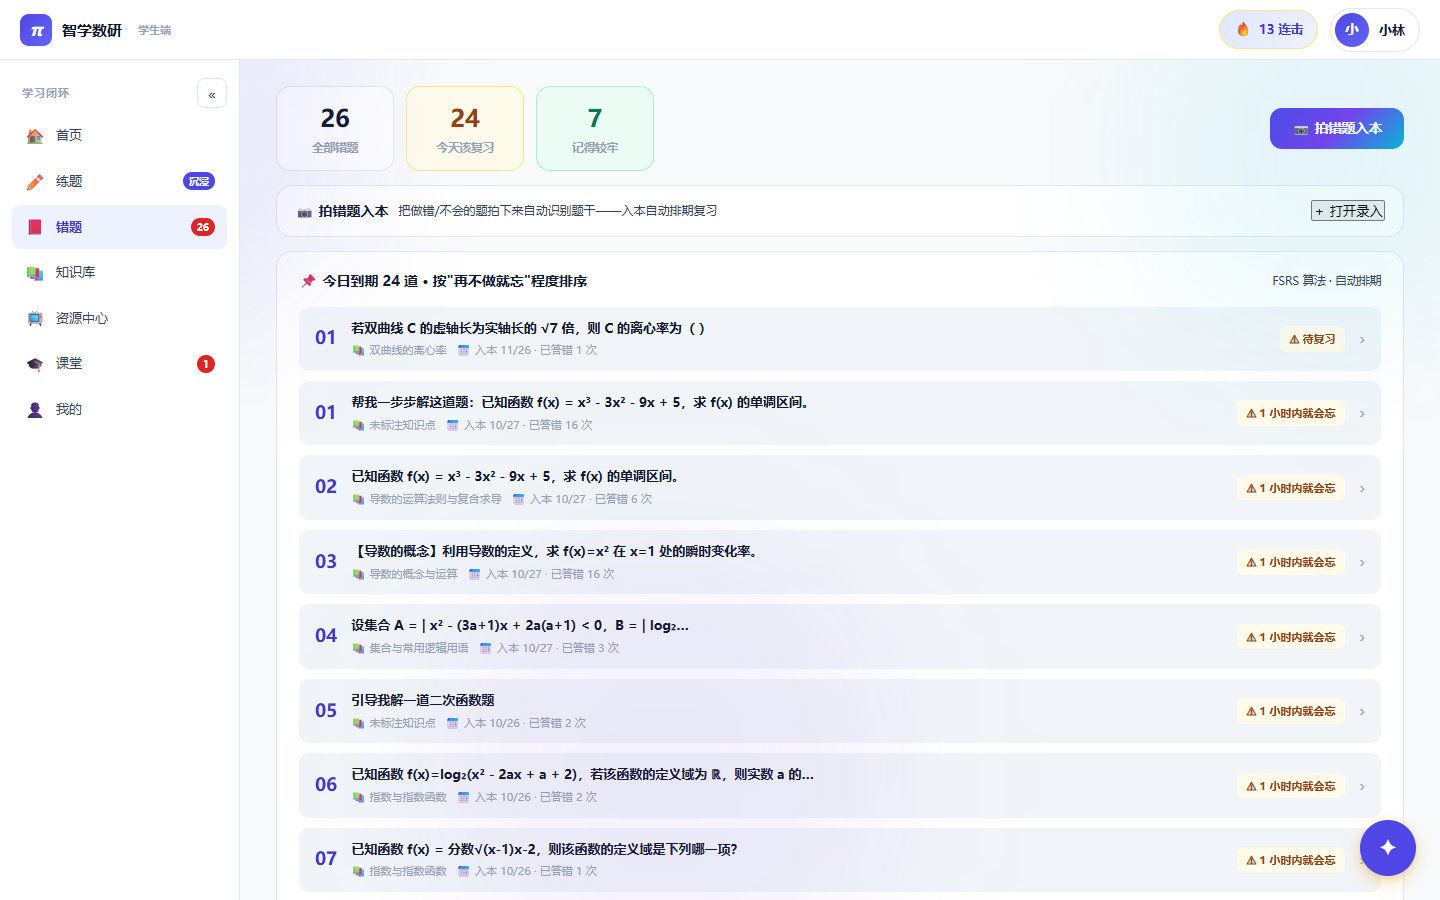 π 智学数研 学生端
13 连击
小 小林
学习闭环 «
首页
练题 沉浸
错题 26
知识库
资源中心
课堂 1
我的
26
全部错题
24
今天该复习
7
记得较牢
拍错题入本
拍错题入本 把做错/不会的题拍下来自动识别题干——入本自动排期复习
+ 打开录入
今日到期 24 道 • 按"再不做就忘"程度排序
FSRS 算法 · 自动排期
01 若双曲线 C 的虚轴长为实轴长的 √7 倍，则 C 的离心率为（ ）
双曲线的离心率 入本 11/26 · 已答错 1 次
⚠ 待复习 ›
01 帮我一步步解这道题：已知函数 f(x) = x³ - 3x² - 9x + 5，求 f(x) 的单调区间。
未标注知识点 入本 10/27 · 已答错 16 次
⚠ 1 小时内就会忘 ›
02 已知函数 f(x) = x³ - 3x² - 9x + 5，求 f(x) 的单调区间。
导数的运算法则与复合求导 入本 10/27 · 已答错 6 次
⚠ 1 小时内就会忘 ›
03 【导数的概念】利用导数的定义，求 f(x)=x² 在 x=1 处的瞬时变化率。
导数的概念与运算 入本 10/27 · 已答错 16 次
⚠ 1 小时内就会忘 ›
04 设集合 A = | x² - (3a+1)x + 2a(a+1) < 0，B = | log₂...
集合与常用逻辑用语 入本 10/27 · 已答错 3 次
⚠ 1 小时内就会忘 ›
05 引导我解一道二次函数题
未标注知识点 入本 10/26 · 已答错 2 次
⚠ 1 小时内就会忘 ›
06 已知函数 f(x)=log₂(x² - 2ax + a + 2)，若该函数的定义域为 ℝ，则实数 a 的...
指数与指数函数 入本 10/26 · 已答错 2 次
⚠ 1 小时内就会忘 ›
07 已知函数 f(x) = 分数√(x-1)x-2，则该函数的定义域是下列哪一项？
指数与指数函数 入本 10/26 · 已答错 1 次
⚠ 1 小时内就会忘